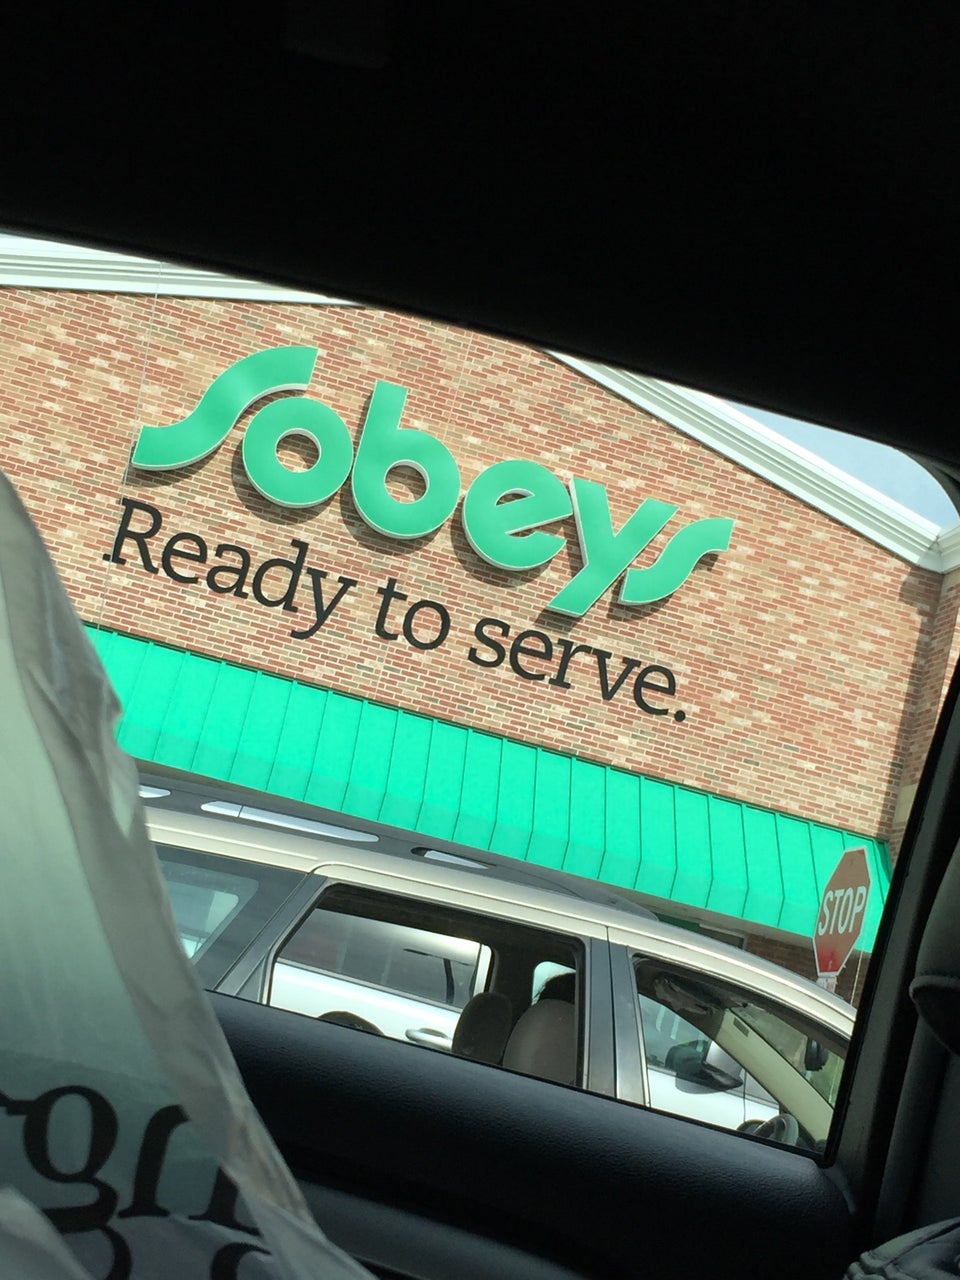 sobeys
Ready to serve.
STOP